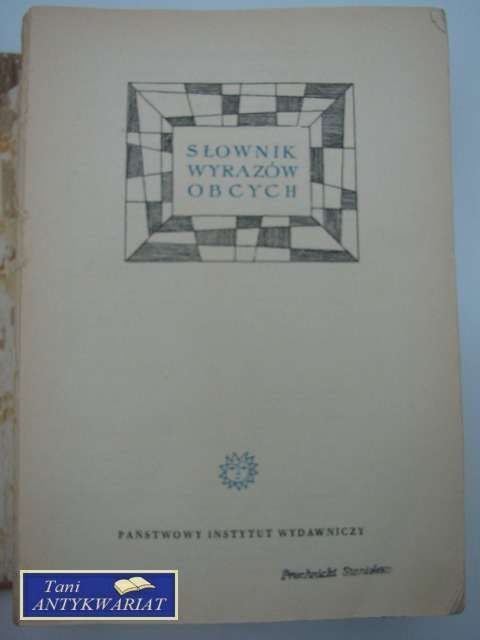 SŁOWNIK
WYRAZÓW
OBCYCH
PAŃSTWOWY INSTYTUT WYDAWNICZY
Tani
ANTYKWARIAT